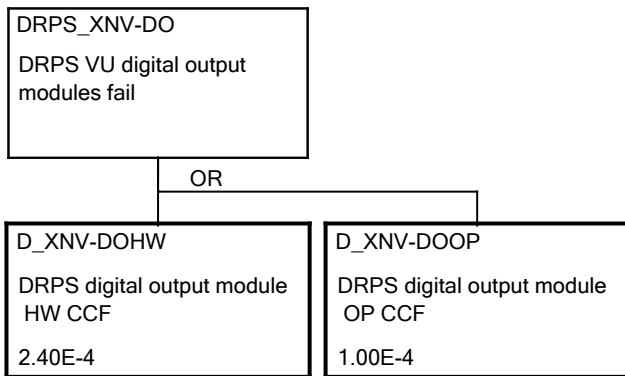 DRPS_XNV-DO
DRPS VU digital output
modules fail
OR
D_XNV-DOHW
DRPS digital output module
HW CCF
2.40E-4
D_XNV-DOOP
DRPS digital output module
OP CCF
1.00E-4